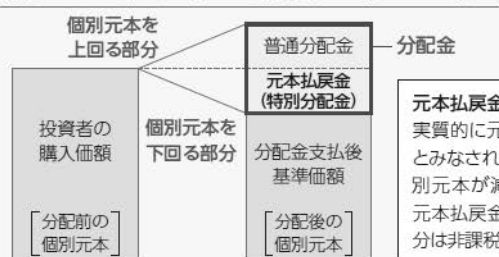 個別元本を
上回る部分
普通分配金
分配金
元本払戻金
(特別分配金)
投資者の
購入価額
個別元本を
下回る部分
分配金支払後
基準価額
分配前の
個別元本
分配後の
個別元本
元本払戻金
実質的に元
とみなされ
別元本が減
元本払戻金
分は非課税